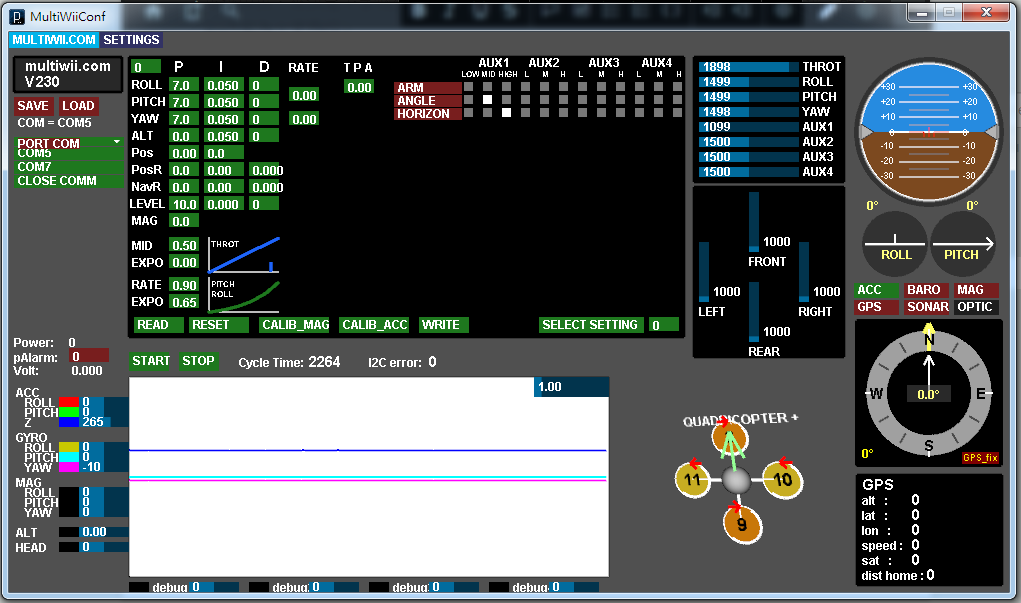 MultiWiiConf
MULTIWII.COM SETTINGS
multiwii.com
V230
SAVE LOAD
COM = COM5
PORT COM
COM5
COM7
CLOSE COMM
0 P I D RATE T P A
ROLL 7.0 0.050 0 0.00 0.00
PITCH 7.0 0.050 0
YAW 7.0 0.050 0 0.00
ALT 0.0 0.050 0
Pos 0.00 0.0
PosR 0.0 0.00 0.000
NavR 0.0 0.00 0.000
LEVEL 10.0 0.000 0
MAG 0.0
MID 0.50 THROT
EXPO 0.00
RATE 0.90 PITCH
EXPO 0.65 ROLL
AUX1 AUX2 AUX3 AUX4
LOW MID HIGH L M H L M H L M H
ARM
ANGLE
HORIZON
READ RESET CALIB_MAG CALIB_ACC WRITE SELECT SETTING 0
1898 THROT
1499 ROLL
1499 PITCH
1498 YAW
1099 AUX1
1500 AUX2
1500 AUX3
1500 AUX4
1000
FRONT
1000
LEFT
1000
RIGHT
1000
REAR
+30 +30
+20 +20
+10 +10
0 0
-10 -10
-20 -20
-30 -30
0° 0°
ROLL PITCH
ACC BARO MAG
GPS SONAR OPTIC
N
W 0.0° E
S
0° GPS_fix
GPS
alt : 0
lat : 0
lon : 0
speed : 0
sat : 0
dist home : 0
Power: 0
pAlarm: 0
Volt: 0.000
START STOP Cycle Time: 2264 I2C error: 0
1.00
ACC
ROLL 0
PITCH 0
Z 265
GYRO
ROLL 0
PITCH 0
YAW -10
MAG
ROLL 0
PITCH 0
YAW 0
ALT 0.00
HEAD 0
QUADRICOPTER +
11
10
9
debug 0 debug 0 debug 0 debug 0